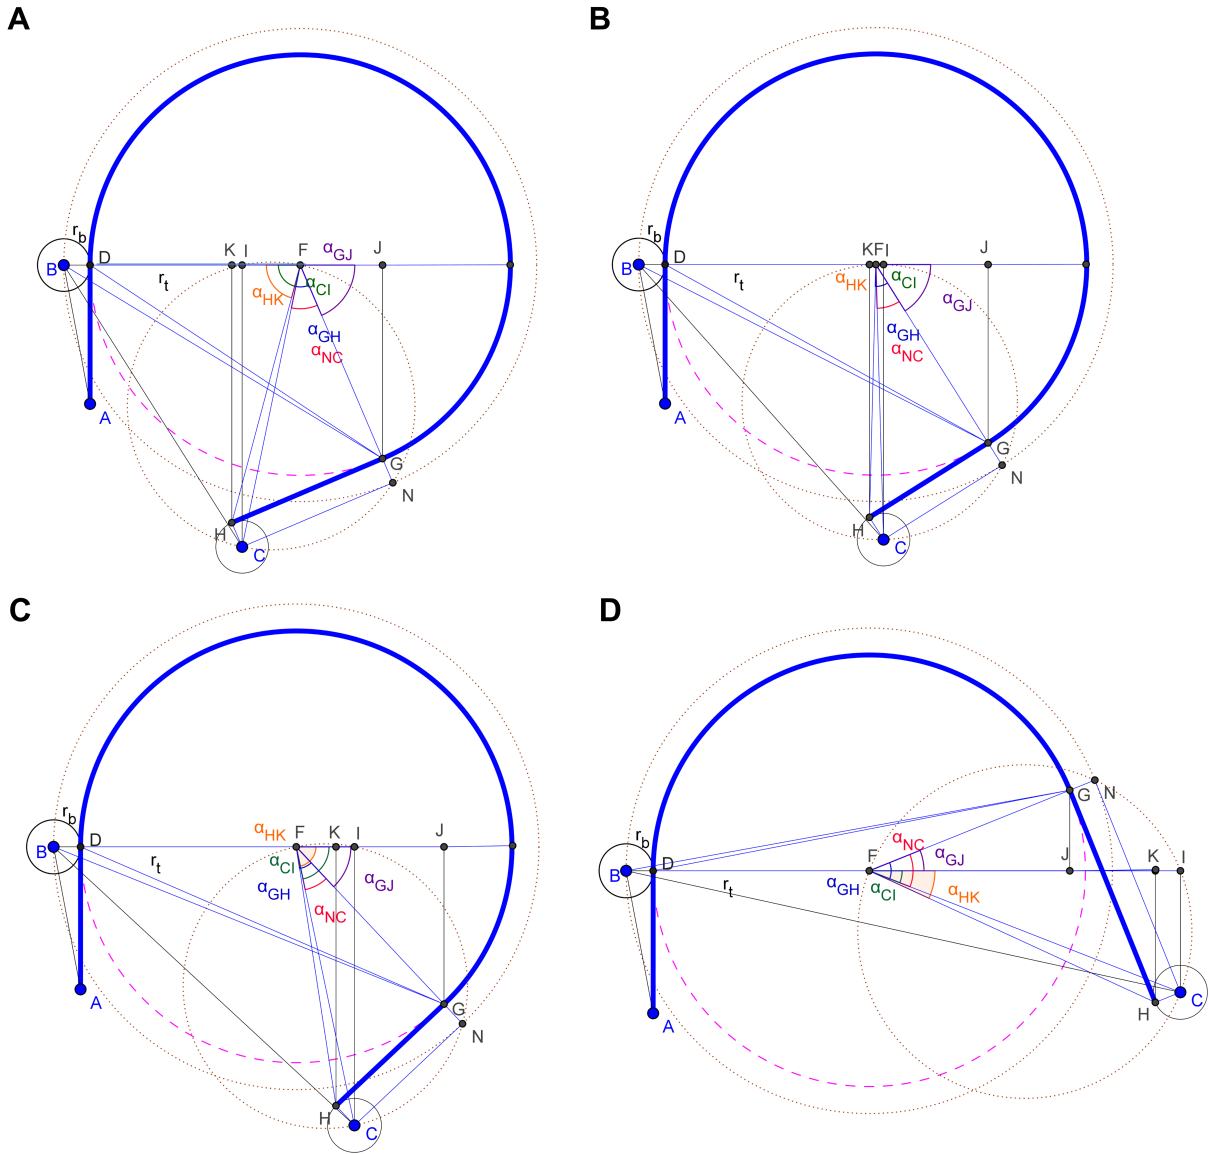 A
r_b
B
D
K
I
F
α_GJ
J
r_t
α_HK
α_CI
α_GH
α_NC
A
G
N
H
C
B
r_b
B
D
K
F
I
J
r_t
α_HK
α_CI
α_GJ
α_GH
α_NC
A
G
N
H
C
C
r_b
B
D
α_HK
F
K
I
J
r_t
α_CI
α_GJ
α_GH
α_NC
A
G
N
H
C
D
r_b
B
D
r_t
F
α_NC
α_GJ
α_GH
α_CI
α_HK
J
K
I
G
N
A
H
C